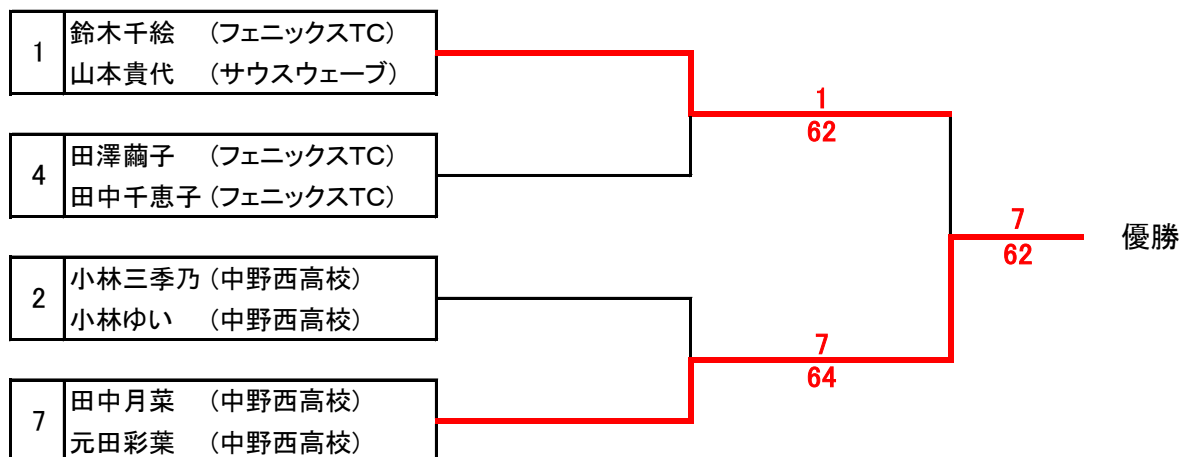 1
鈴木千絵 (フェニックスTC)
山本貴代 (サウスウェーブ)
4
田澤繭子 (フェニックスTC)
田中千恵子 (フェニックスTC)
2
小林三季乃 (中野西高校)
小林ゆい (中野西高校)
7
田中月菜 (中野西高校)
元田彩葉 (中野西高校)
1
62
7
64
7
62
優勝